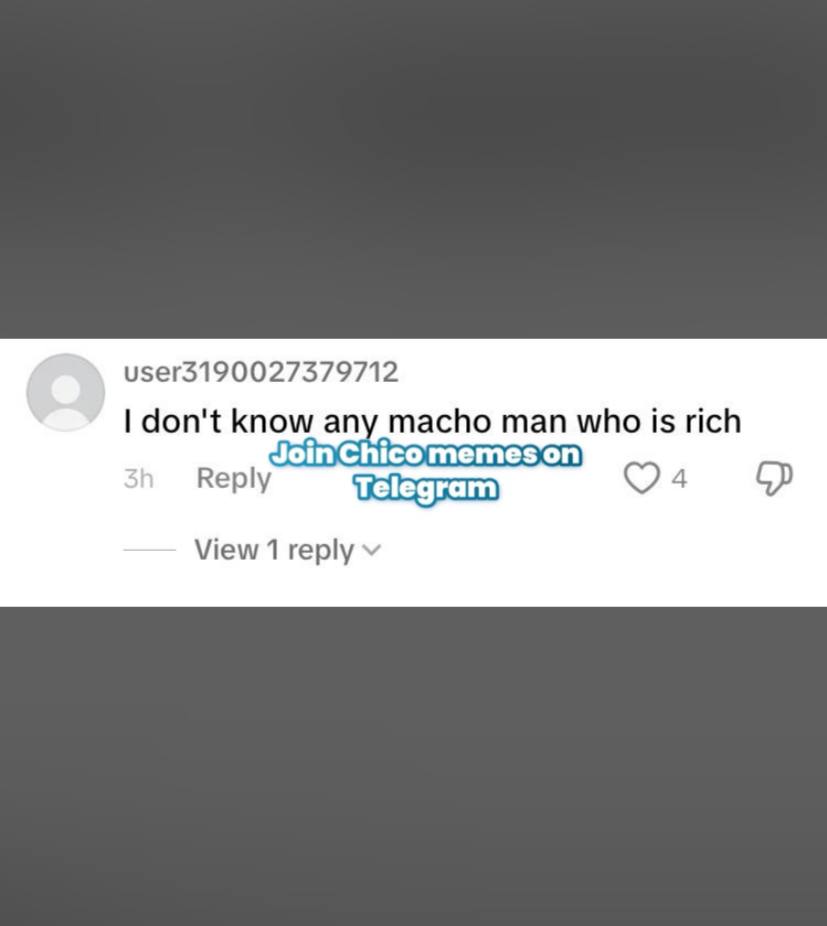 user3190027379712
I don't know any macho man who is rich
Join Chico memes on
Telegram
3h Reply 4
View 1 reply